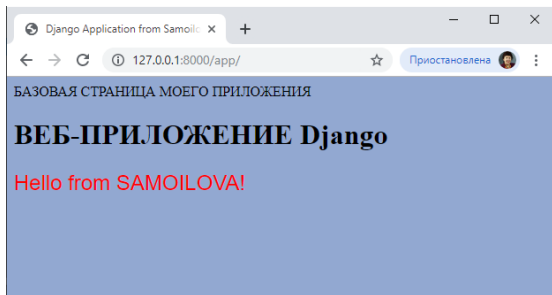 Django Application from Samoilo
127.0.0.1:8000/app/
Приостановлена
БАЗОВАЯ СТРАНИЦА МОЕГО ПРИЛОЖЕНИЯ
ВЕБ-ПРИЛОЖЕНИЕ Django
Hello from SAMOILOVA!